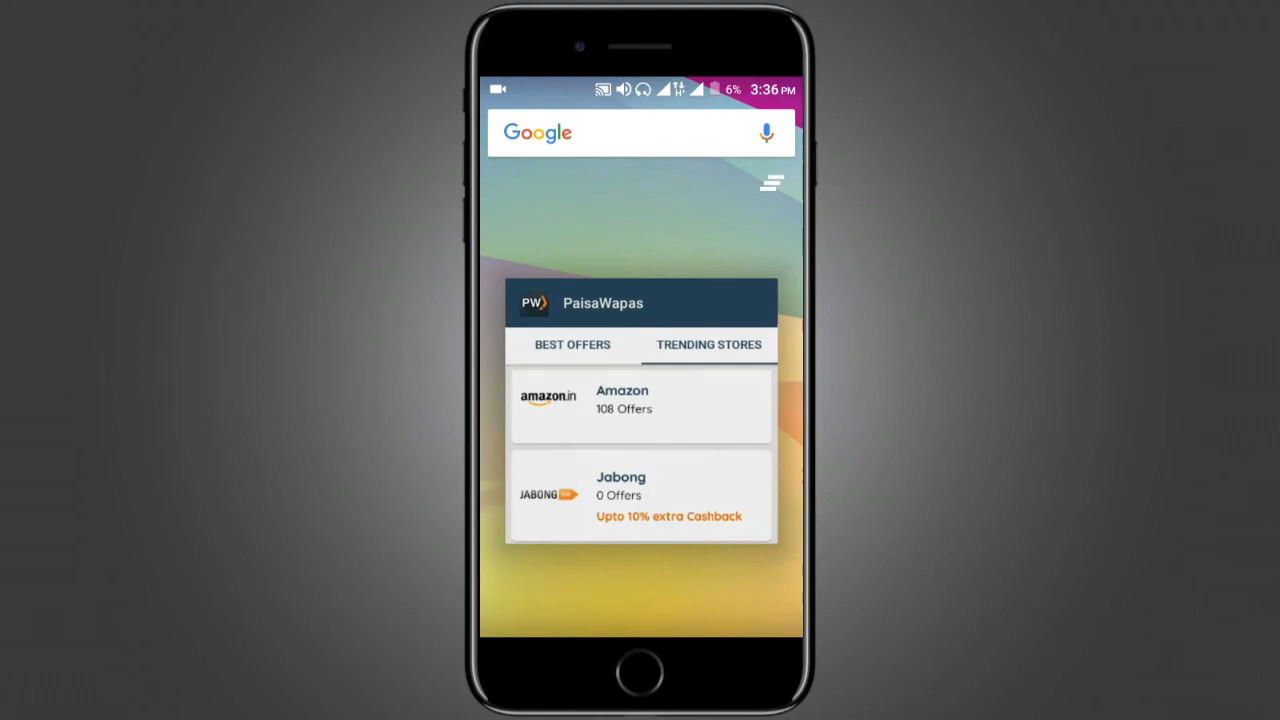 6% 3:36 PM
Google
PW PaisaWapas
BEST OFFERS TRENDING STORES
amazon.in Amazon
108 Offers
Jabong
JABONG 0 Offers
Upto 10% extra Cashback